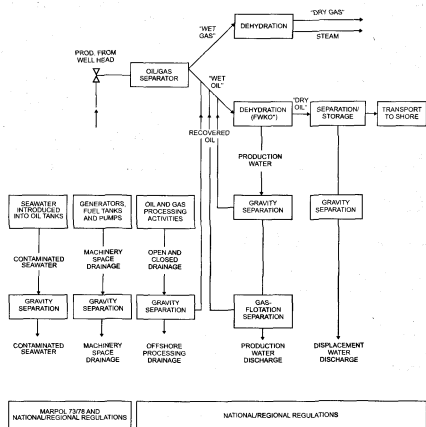 "DRY GAS"
"WET
GAS"
DEHYDRATION
STEAM
PROD. FROM
WELL HEAD
OIL/GAS
SEPARATOR
"WET
OIL"
"DRY
OIL"
DEHYDRATION
(FWKO*)
SEPARATION/
STORAGE
TRANSPORT
TO SHORE
RECOVERED
OIL
PRODUCTION
WATER
SEAWATER
INTRODUCED
INTO OIL TANKS
GENERATORS,
FUEL TANKS
AND PUMPS
OIL AND GAS
PROCESSING
ACTIVITIES
GRAVITY
SEPARATION
GRAVITY
SEPARATION
CONTAMINATED
SEAWATER
MACHINERY
SPACE
DRAINAGE
OPEN AND
CLOSED
DRAINAGE
GRAVITY
SEPARATION
GRAVITY
SEPARATION
GRAVITY
SEPARATION
GAS-
FLOTATION
SEPARATION
CONTAMINATED
SEAWATER
MACHINERY
SPACE
DRAINAGE
OFFSHORE
PROCESSING
DRAINAGE
PRODUCTION
WATER
DISCHARGE
DISPLACEMENT
WATER
DISCHARGE
MARPOL 73/78 AND
NATIONAL/REGIONAL REGULATIONS
NATIONAL/REGIONAL REGULATIONS